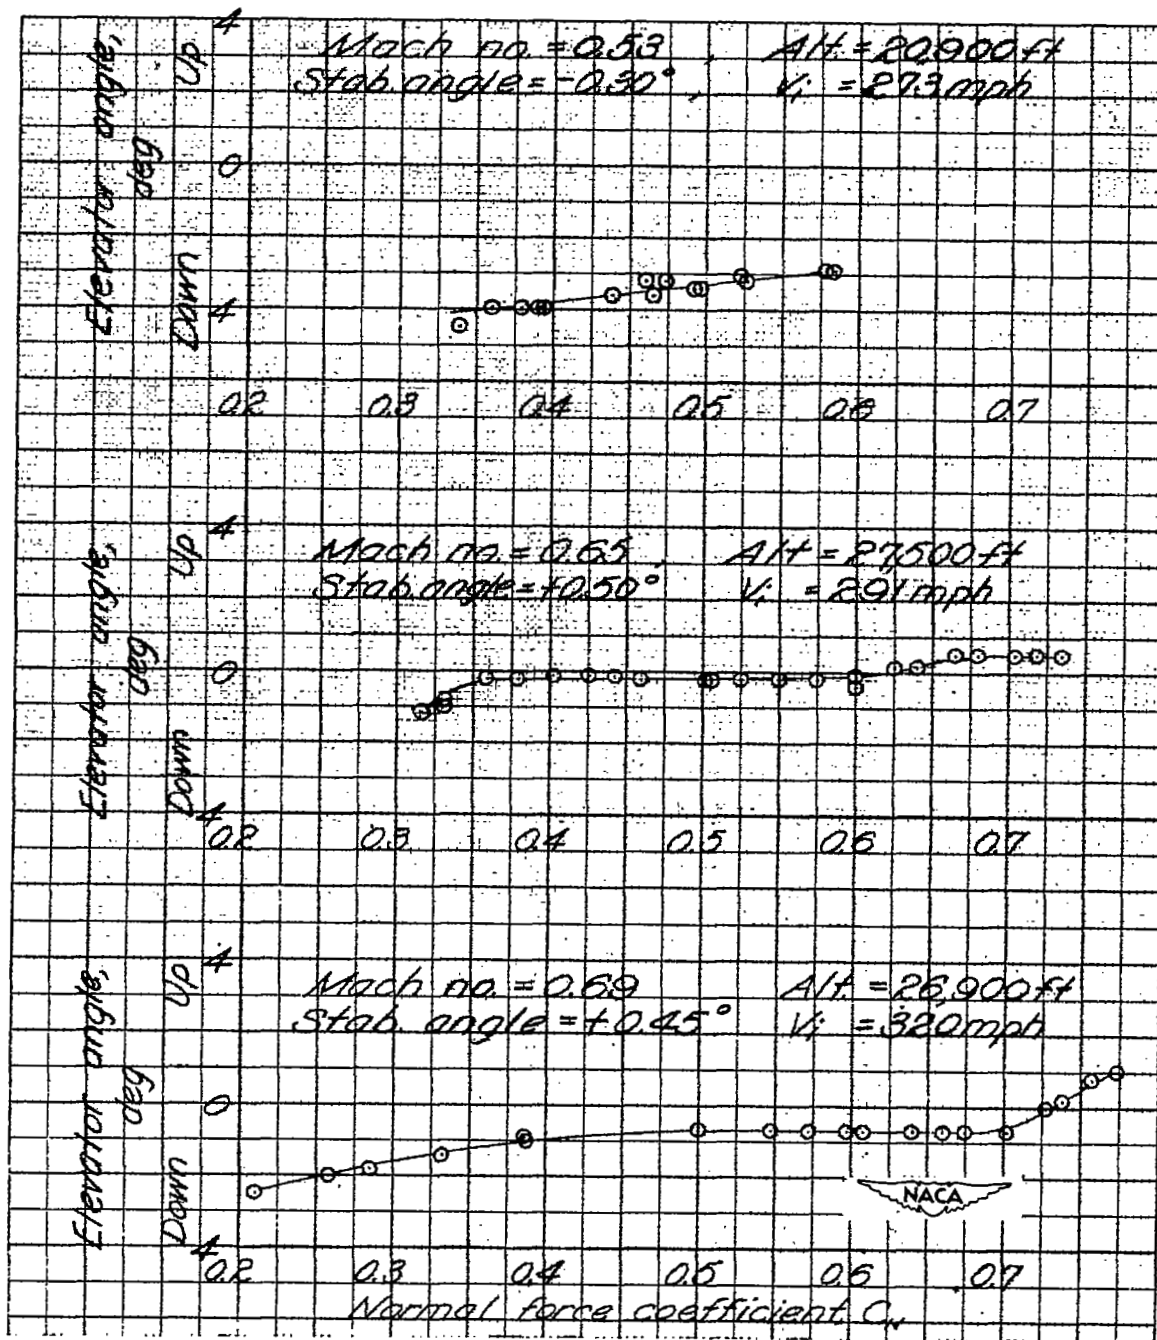 4
Mach no. = 0.53 , Alt. = 20,900 ft
Stab. angle = -0.30° , Vi = 273 mph
Elevator angle, deg
Up
0
Down
4
0.2 0.3 0.4 0.5 0.6 0.7
4
Mach no. = 0.65 , Alt = 27,500 ft
Stab. angle = +0.50° Vi = 291 mph
Elevator angle, deg
Up
0
Down
4
0.2 0.3 0.4 0.5 0.6 0.7
4
Mach no. = 0.69 Alt. = 26,900 ft
Stab. angle = +0.45° Vi = 320 mph
Elevator angle, deg
Up
0
Down
NACA
4
0.2 0.3 0.4 0.5 0.6 0.7
Normal force coefficient CN